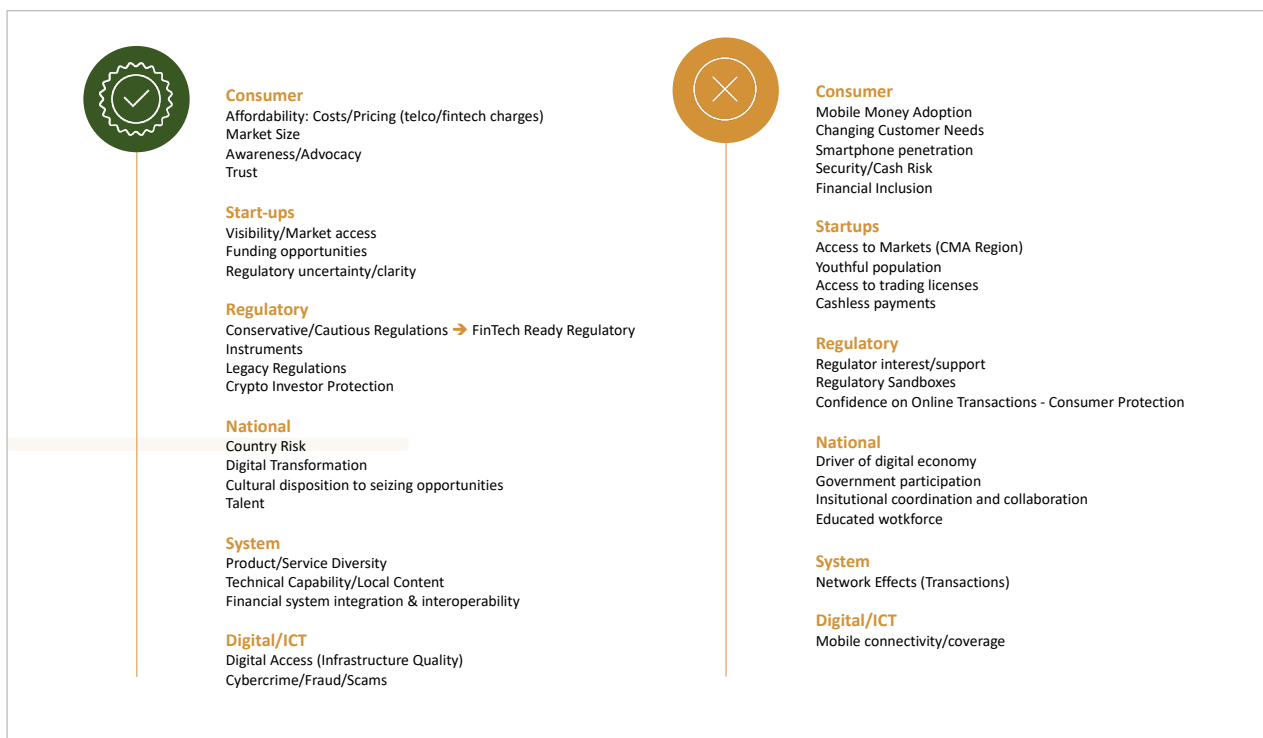 Consumer
Affordability: Costs/Pricing (telco/fintech charges)
Market Size
Awareness/Advocacy
Trust
Start-ups
Visibility/Market access
Funding opportunities
Regulatory uncertainty/clarity
Regulatory
Conservative/Cautious Regulations ➔ FinTech Ready Regulatory
Instruments
Legacy Regulations
Crypto Investor Protection
National
Country Risk
Digital Transformation
Cultural disposition to seizing opportunities
Talent
System
Product/Service Diversity
Technical Capability/Local Content
Financial system integration & interoperability
Digital/ICT
Digital Access (Infrastructure Quality)
Cybercrime/Fraud/Scams
Consumer
Mobile Money Adoption
Changing Customer Needs
Smartphone penetration
Security/Cash Risk
Financial Inclusion
Startups
Access to Markets (CMA Region)
Youthful population
Access to trading licenses
Cashless payments
Regulatory
Regulator interest/support
Regulatory Sandboxes
Confidence on Online Transactions - Consumer Protection
National
Driver of digital economy
Government participation
Insitutional coordination and collaboration
Educated wotkforce
System
Network Effects (Transactions)
Digital/ICT
Mobile connectivity/coverage